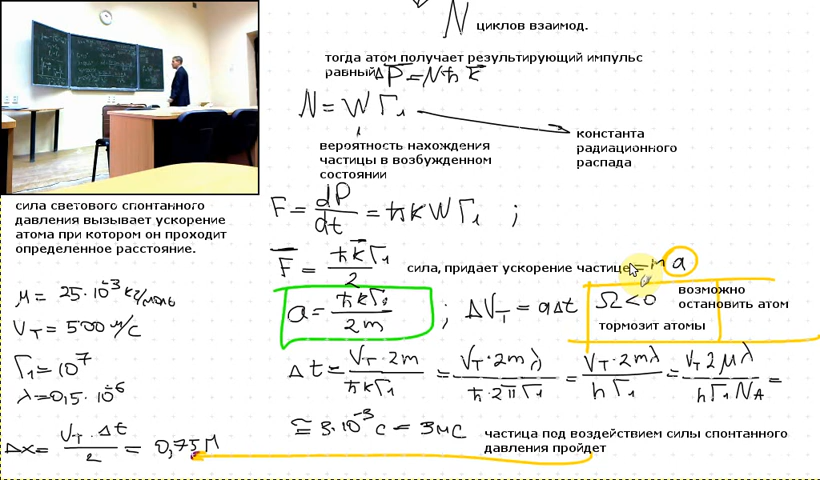 N циклов взаимод.
тогда атом получает результирующий импульс
равный ΔP̅=Nħk̅
N = WΓ₁
константа
радиационного
распада
вероятность нахождения
частицы в возбужденном
состоянии
сила светового спонтанного
давления вызывает ускорение
атома при котором он проходит
определенное расстояние.
F = dP/dt = ħkWΓ₁ ;
F̅ = ħk̅Γ₁/2 сила, придает ускорение частице = m a
a = ħkΓ₁/2m ; ΔV_T = aΔt
Ω<0 возможно
остановить атом
тормозит атомы
μ = 25·10⁻³ кг/моль
V_T = 500 м/с
Γ₁ = 10⁷
λ = 0,5·10⁻⁶
Δt = V_T·2m/ħkΓ₁ = V_T·2mλ/ħ·2πΓ₁ = V_T·2mλ/hΓ₁ = V_T2μλ/hΓ₁N_A =
≅ 3·10⁻³ с = 3мс
частица под воздействием силы спонтанного
давления пройдет
Δx = V_T·Δt/2 = 0,75м